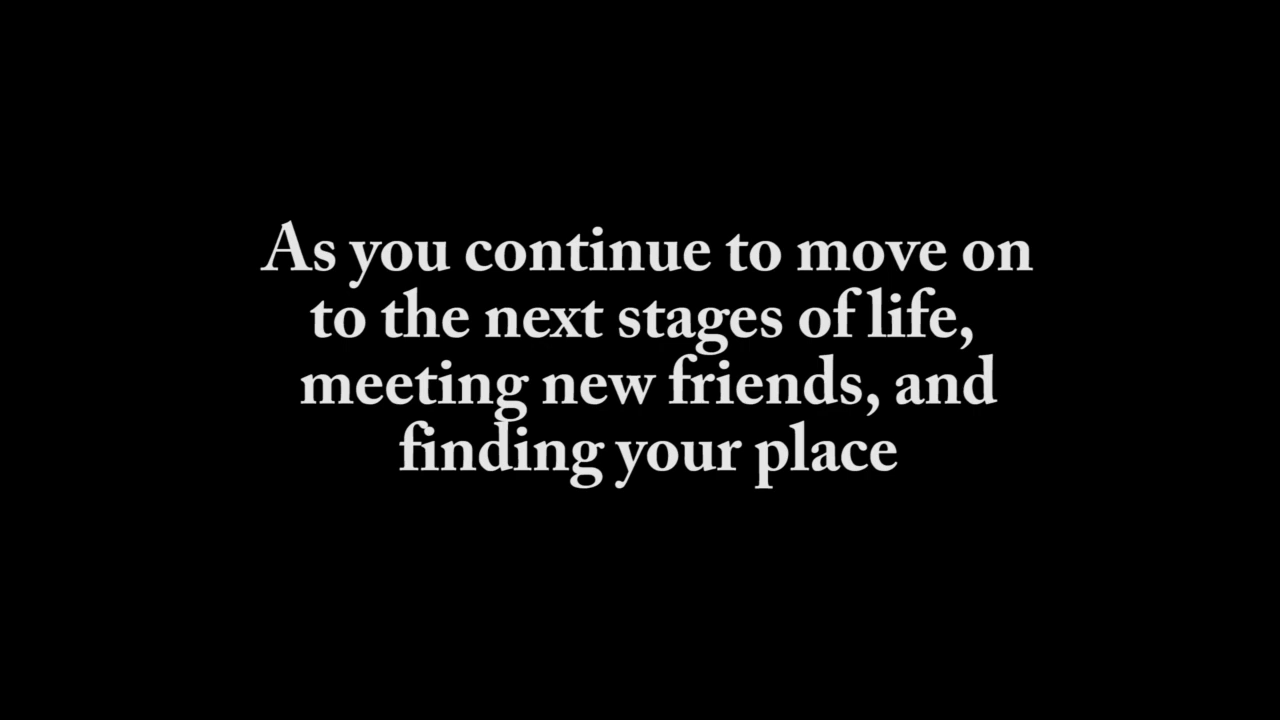 As you continue to move on
to the next stages of life,
meeting new friends, and
finding your place